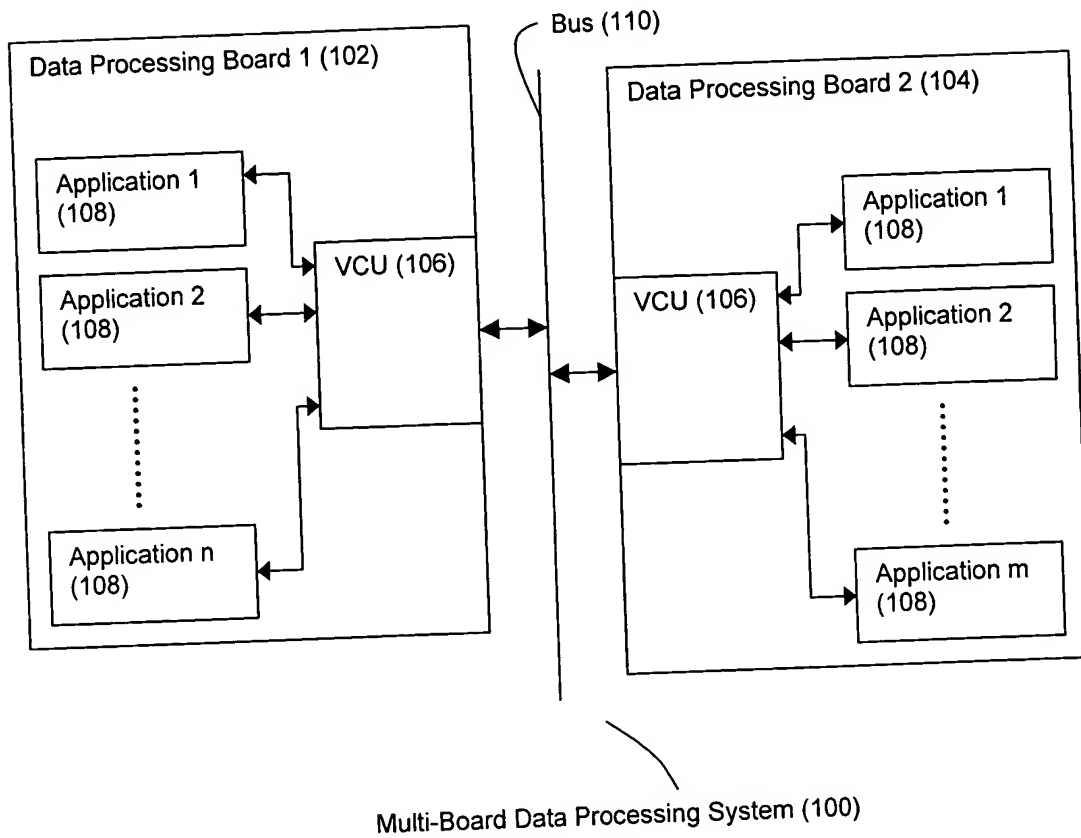 Bus (110)
Data Processing Board 1 (102)
Application 1
(108)
Application 2
(108)
Application n
(108)
VCU (106)
Data Processing Board 2 (104)
VCU (106)
Application 1
(108)
Application 2
(108)
Application m
(108)
Multi-Board Data Processing System (100)